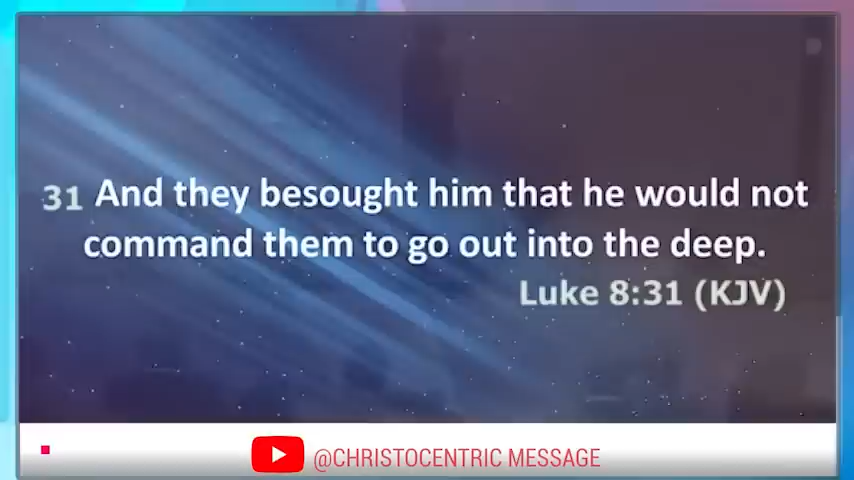 31 And they besought him that he would not
command them to go out into the deep.
Luke 8:31 (KJV)
@CHRISTOCENTRIC MESSAGE